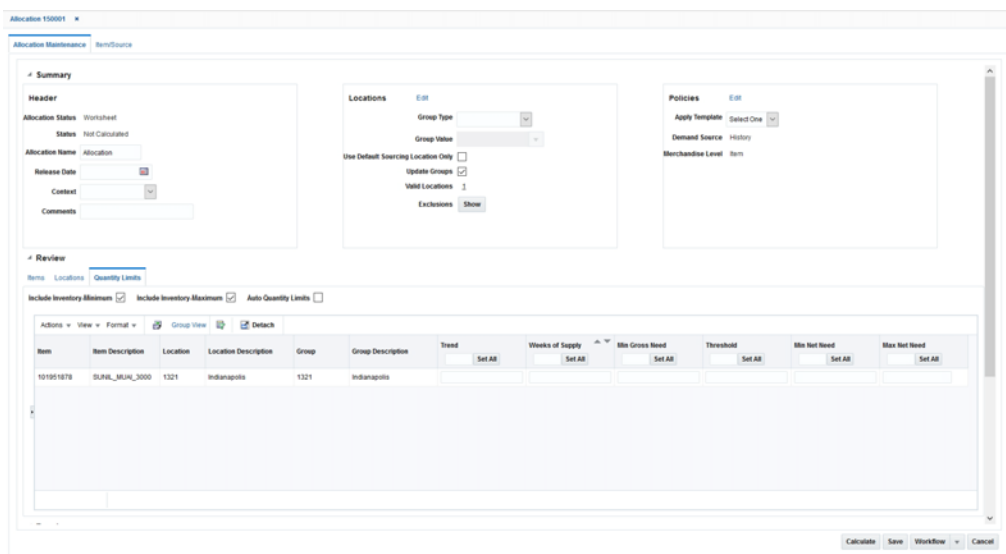 Allocation 150001 ×
Allocation Maintenance Item/Source
Summary
Header
Allocation Status Worksheet
Status Not Calculated
Allocation Name Allocation
Release Date
Context
Comments
Locations Edit
Group Type
Group Value
Use Default Sourcing Location Only
Update Groups
Valid Locations 1
Exclusions Show
Policies Edit
Apply Template Select One
Demand Source History
Merchandise Level Item
Review
Items Locations Quantity Limits
Include Inventory-Minimum Include Inventory-Maximum Auto Quantity Limits
Actions View Format Group View Detach
Item Item Description Location Location Description Group Group Description Trend Weeks of Supply Min Gross Need Threshold Min Net Need Max Net Need
Set All Set All Set All Set All Set All Set All
101951878 SUNIL_MUAI_3000 1321 Indianapolis 1321 Indianapolis
Calculate Save Workflow Cancel